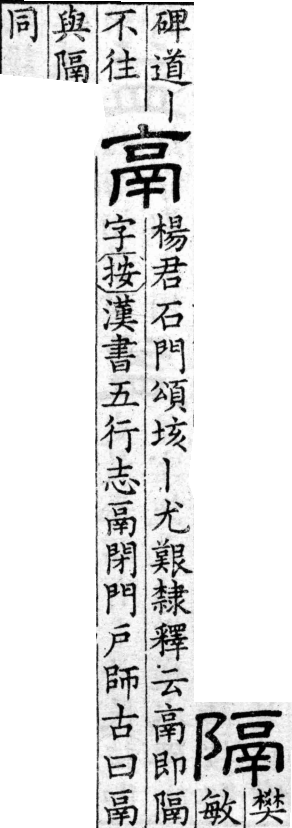 隔
樊
敏
碑道丨
不往
鬲
楊君石門頌垓丨尤艱隸釋云鬲即隔
字按漢書五行志鬲閉門戶師古曰鬲
與隔
同